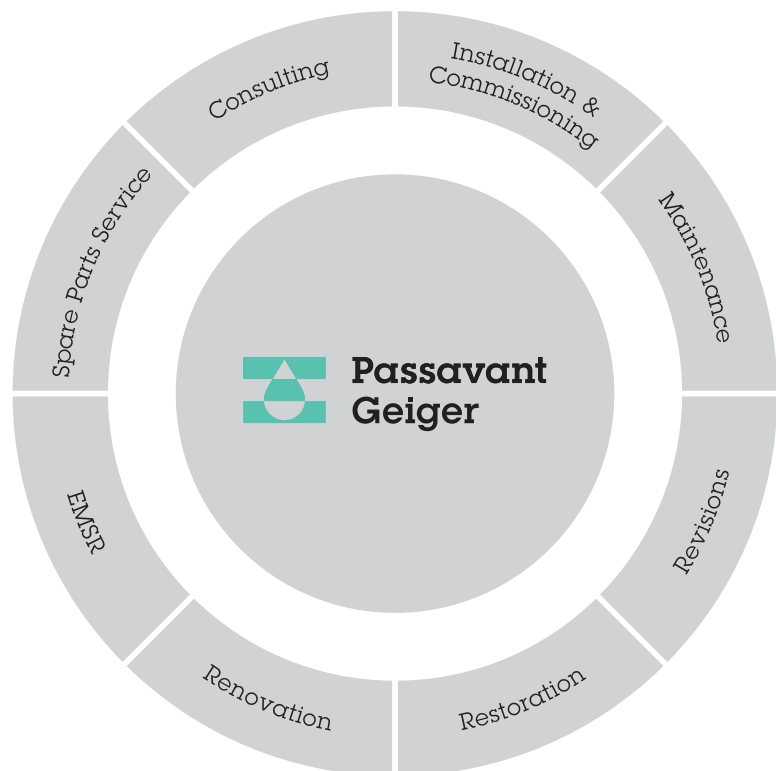 Consulting
Installation &
Commissioning
Maintenance
Revisions
Restoration
Renovation
EMSR
Spare Parts Service
Passavant
Geiger